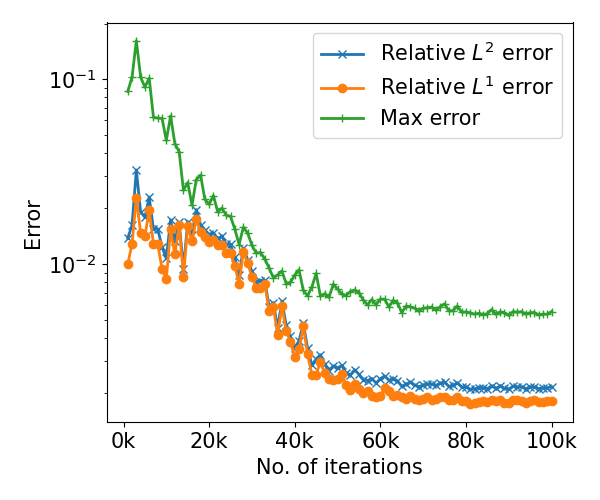 Relative $L^2$ error
Relative $L^1$ error
Max error
Error
$10^{-1}$
$10^{-2}$
0k 20k 40k 60k 80k 100k
No. of iterations